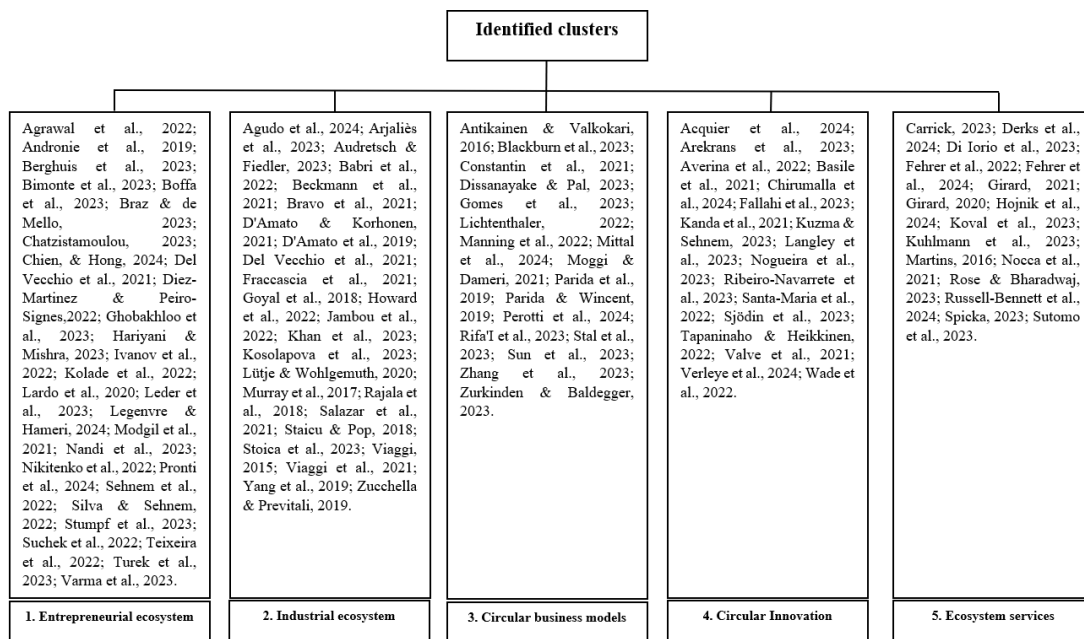 Identified clusters
Agrawal et al., 2022;
Andronie et al., 2019;
Berghuis et al., 2023;
Bimonte et al., 2023; Boffa
et al., 2023; Braz & de
Mello, 2023;
Chatzistamoulou, 2023;
Chien, & Hong, 2024; Del
Vecchio et al., 2021; Diez-
Martinez & Peiro-
Signes,2022; Ghobakhloo et
al., 2023; Hariyani &
Mishra, 2023; Ivanov et al.,
2022; Kolade et al., 2022;
Lardo et al., 2020; Leder et
al., 2023; Legenvre &
Hameri, 2024; Modgil et al.,
2021; Nandi et al., 2023;
Nikitenko et al., 2022; Pronti
et al., 2024; Sehnem et al.,
2022; Silva & Sehnem,
2022; Stumpf et al., 2023;
Suchek et al., 2022; Teixeira
et al., 2022; Turek et al.,
2023; Varma et al., 2023.
1. Entrepreneurial ecosystem
Agudo et al., 2024; Arjaliès
et al., 2023; Audretsch &
Fiedler, 2023; Babri et al.,
2022; Beckmann et al.,
2021; Bravo et al., 2021;
D'Amato & Korhonen,
2021; D'Amato et al., 2019;
Del Vecchio et al., 2021;
Fraccascia et al., 2021;
Goyal et al., 2018; Howard
et al., 2022; Jambou et al.,
2022; Khan et al., 2023;
Kosolapova et al., 2023;
Lütje & Wohlgemuth, 2020;
Murray et al., 2017; Rajala et
al., 2018; Salazar et al.,
2021; Staicu & Pop, 2018;
Stoica et al., 2023; Viaggi,
2015; Viaggi et al., 2021;
Yang et al., 2019; Zucchella
& Previtali, 2019.
2. Industrial ecosystem
Antikainen & Valkokari,
2016; Blackburn et al., 2023;
Constantin et al., 2021;
Dissanayake & Pal, 2023;
Gomes et al., 2023;
Lichtenthaler, 2022;
Manning et al., 2022; Mittal
et al., 2024; Moggi &
Dameri, 2021; Parida et al.,
2019; Parida & Wincent,
2019; Perotti et al., 2024;
Rifa'I et al., 2023; Stal et al.,
2023; Sun et al., 2023;
Zhang et al., 2023;
Zurkinden & Baldegger,
2023.
3. Circular business models
Acquier et al., 2024;
Arekrans et al., 2023;
Averina et al., 2022; Basile
et al., 2021; Chirumalla et
al., 2024; Fallahi et al., 2023;
Kanda et al., 2021; Kuzma &
Sehnem, 2023; Langley et
al., 2023; Nogueira et al.,
2023; Ribeiro-Navarrete et
al., 2023; Santa-Maria et al.,
2022; Sjödin et al., 2023;
Tapaninaho & Heikkinen,
2022; Valve et al., 2021;
Verleye et al., 2024; Wade et
al., 2022.
4. Circular Innovation
Carrick, 2023; Derks et al.,
2024; Di Iorio et al., 2023;
Fehrer et al., 2022; Fehrer et
al., 2024; Girard, 2021;
Girard, 2020; Hojnik et al.,
2024; Koval et al., 2023;
Kuhlmann et al., 2023;
Martins, 2016; Nocca et al.,
2021; Rose & Bharadwaj,
2023; Russell-Bennett et al.,
2024; Spicka, 2023; Sutomo
et al., 2023.
5. Ecosystem services